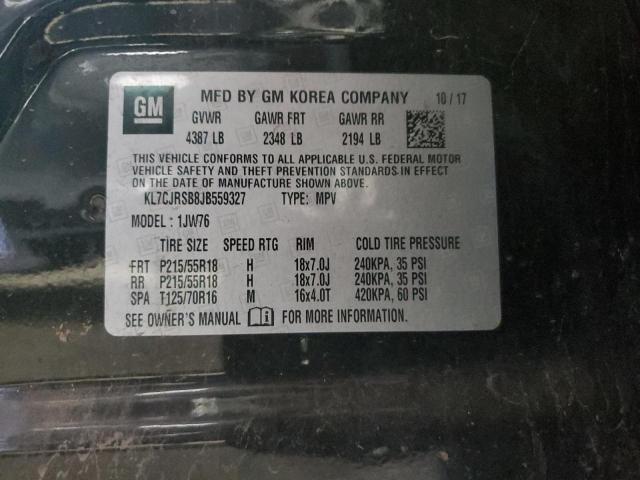 GM MFD BY GM KOREA COMPANY 10/17
GVWR GAWR FRT GAWR RR
4387 LB 2348 LB 2194 LB
THIS VEHICLE CONFORMS TO ALL APPLICABLE U.S. FEDERAL MOTOR
VEHICLE SAFETY AND THEFT PREVENTION STANDARDS IN EFFECT ON THE
DATE OF MANUFACTURE SHOWN ABOVE.
KL7CJRSB8JB559327 TYPE: MPV
MODEL: 1JW76
TIRE SIZE SPEED RTG RIM COLD TIRE PRESSURE
FRT P215/55R18 H 18x7.0J 240KPA, 35 PSI
RR P215/55R18 H 18x7.0J 240KPA, 35 PSI
SPA T125/70R16 M 16x4.0T 420KPA, 60 PSI
SEE OWNER'S MANUAL FOR MORE INFORMATION.